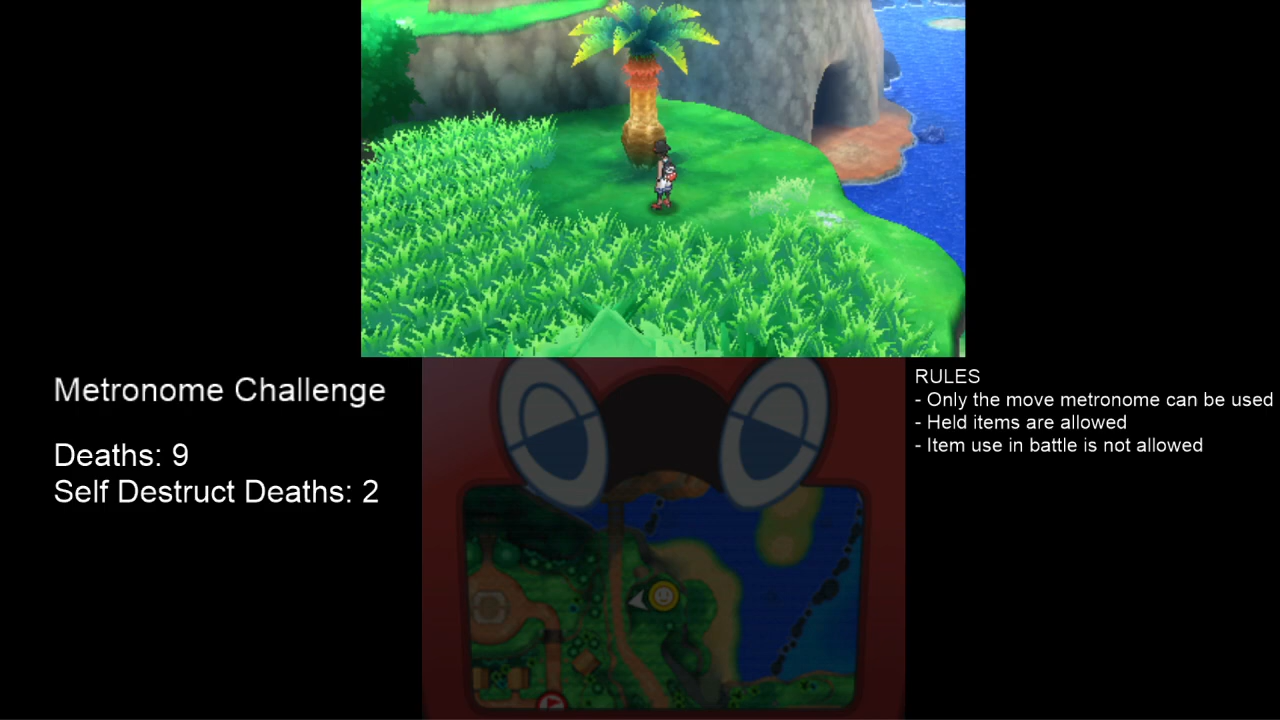 Metronome Challenge
Deaths: 9
Self Destruct Deaths: 2
RULES
- Only the move metronome can be used
- Held items are allowed
- Item use in battle is not allowed